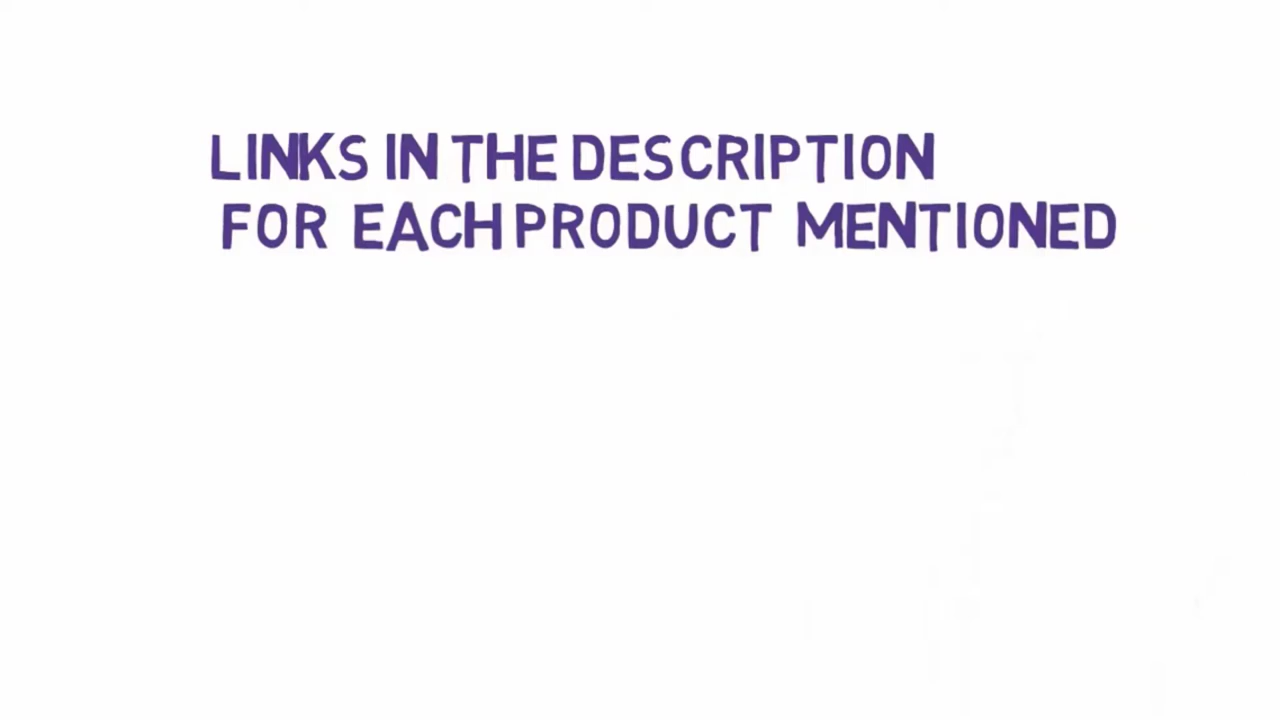 LINKS IN THE DESCRIPTION
FOR EACH PRODUCT MENTIONED